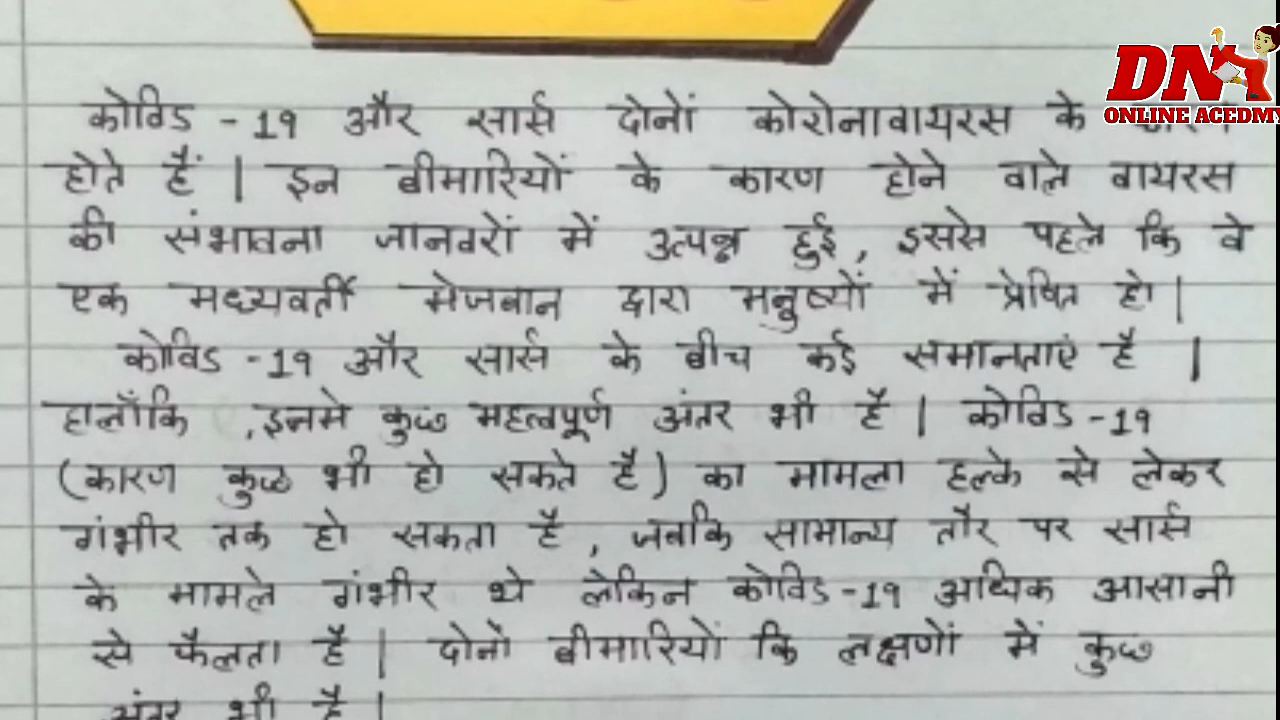 DN
ONLINE ACEDMY
कोविड -19 और सार्स दोनों कोरोनावायरस के
होते हैं | इन बीमारियों के कारण होने वाले वायरस
की संभावना जानवरों में उत्पन्न हुई, इससे पहले कि वे
एक मध्यवर्ती मेजबान द्वारा मनुष्यों में प्रेषित हो |
कोविड -19 और सार्स के बीच कई समानताएं है |
हालाँकि , इनमे कुछ महत्वपूर्ण अंतर भी है | कोविड -19
(कारण कुछ भी हो सकते है) का मामला हल्के से लेकर
गंभीर तक हो सकता है , जबकि सामान्य तौर पर सार्स
के मामले गंभीर थे लेकिन कोविड -19 अधिक आसानी
से फैलता है | दोनों बीमारियों कि लक्षणों में कुछ
अंतर भी है |